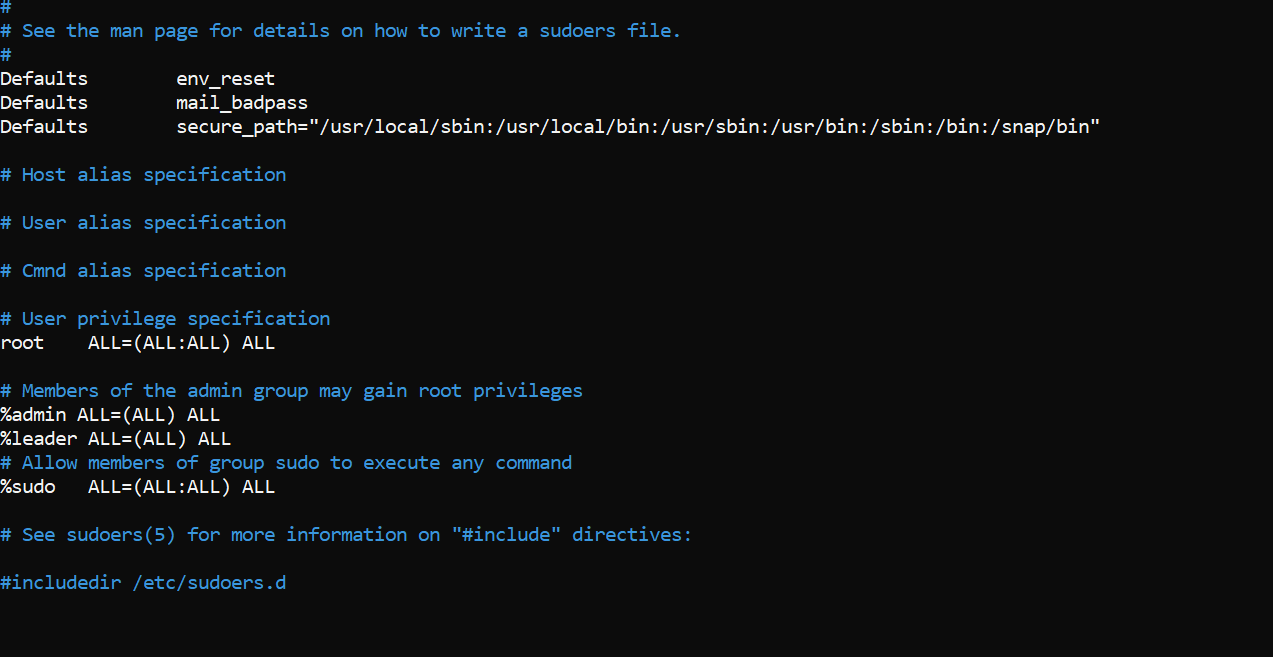 #
# See the man page for details on how to write a sudoers file.
#
Defaults        env_reset
Defaults        mail_badpass
Defaults        secure_path="/usr/local/sbin:/usr/local/bin:/usr/sbin:/usr/bin:/sbin:/bin:/snap/bin"
# Host alias specification
# User alias specification
# Cmnd alias specification
# User privilege specification
root    ALL=(ALL:ALL) ALL
# Members of the admin group may gain root privileges
%admin ALL=(ALL) ALL
%leader ALL=(ALL) ALL
# Allow members of group sudo to execute any command
%sudo   ALL=(ALL:ALL) ALL
# See sudoers(5) for more information on "#include" directives:
#includedir /etc/sudoers.d